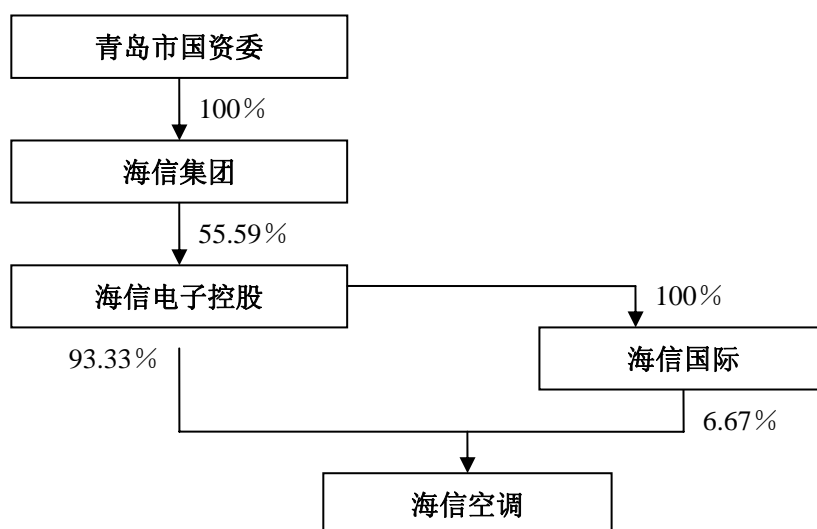 青岛市国资委
100％
海信集团
55.59％
海信电子控股
100％
93.33％
海信国际
6.67％
海信空调